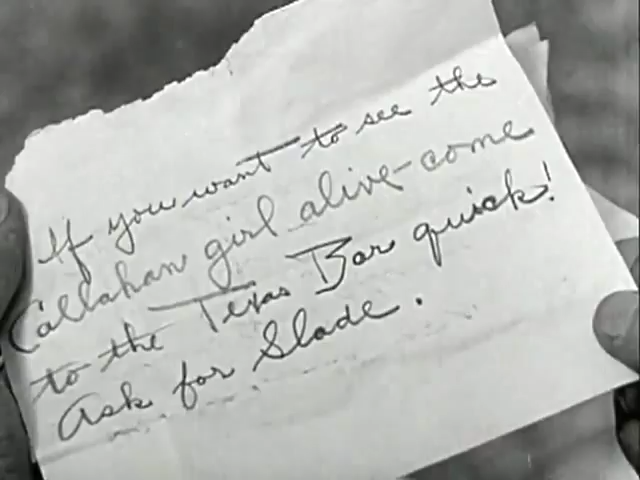 If you want to see the
Callahan girl alive - come
to the Texas Bar quick!
Ask for Slade.